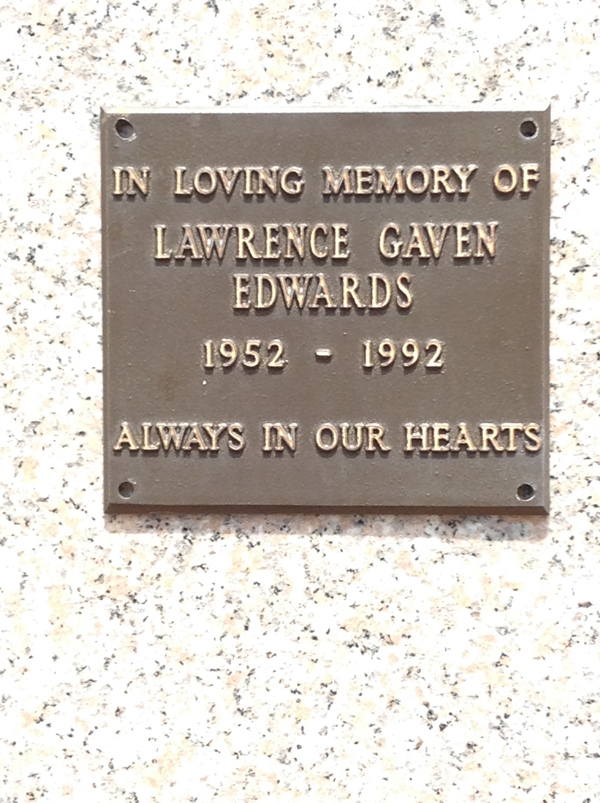 IN LOVING MEMORY OF
LAWRENCE GAVEN
EDWARDS
1952 - 1992
ALWAYS IN OUR HEARTS